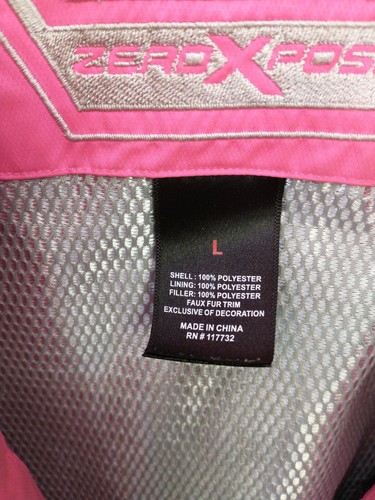 ZEROXPOS
L
SHELL: 100% POLYESTER
LINING: 100% POLYESTER
FILLER: 100% POLYESTER
FAUX FUR TRIM
EXCLUSIVE OF DECORATION
MADE IN CHINA
RN # 117732